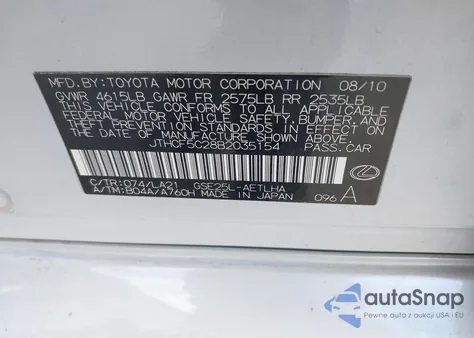 MFD.BY:TOYOTA MOTOR CORPORATION 08/10
GVWR 4615LB GAWR FR 2575LB RR 2535LB
THIS VEHICLE CONFORMS TO ALL APPLICABLE
FEDERAL MOTOR VEHICLE SAFETY, BUMPER, AND
THEFT PREVENTION STANDARDS IN EFFECT ON
THE DATE OF MANUFACTURE SHOWN ABOVE.
JTHCF5C28B2035154 PASS.CAR
C/TR:074/LA21 GSE25L-AETLHA
A/TM:B04A/A760H MADE IN JAPAN 096 A
autoSnap
Pewne auta z aukcji USA i EU